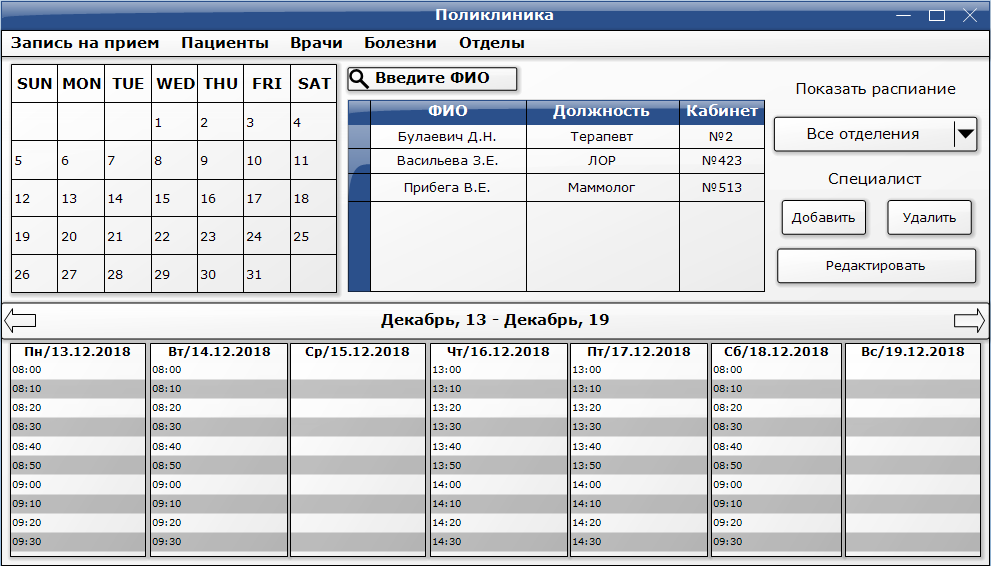 Поликлиника
Запись на прием Пациенты Врачи Болезни Отделы
SUN MON TUE WED THU FRI SAT
1 2 3 4
5 6 7 8 9 10 11
12 13 14 15 16 17 18
19 20 21 22 23 24 25
26 27 28 29 30 31
Введите ФИО
ФИО Должность Кабинет
Булаевич Д.Н. Терапевт №2
Васильева З.Е. ЛОР №423
Прибега В.Е. Маммолог №513
Показать распиание
Все отделения
Специалист
Добавить Удалить
Редактировать
Декабрь, 13 - Декабрь, 19
Пн/13.12.2018 Вт/14.12.2018 Ср/15.12.2018 Чт/16.12.2018 Пт/17.12.2018 Сб/18.12.2018 Вс/19.12.2018
08:00 08:00 13:00 13:00 08:00
08:10 08:10 13:10 13:10 08:10
08:20 08:20 13:20 13:20 08:20
08:30 08:30 13:30 13:30 08:30
08:40 08:40 13:40 13:40 08:40
08:50 08:50 13:50 13:50 08:50
09:00 09:00 14:00 14:00 09:00
09:10 09:10 14:10 14:10 09:10
09:20 09:20 14:20 14:20 09:20
09:30 09:30 14:30 14:30 09:30